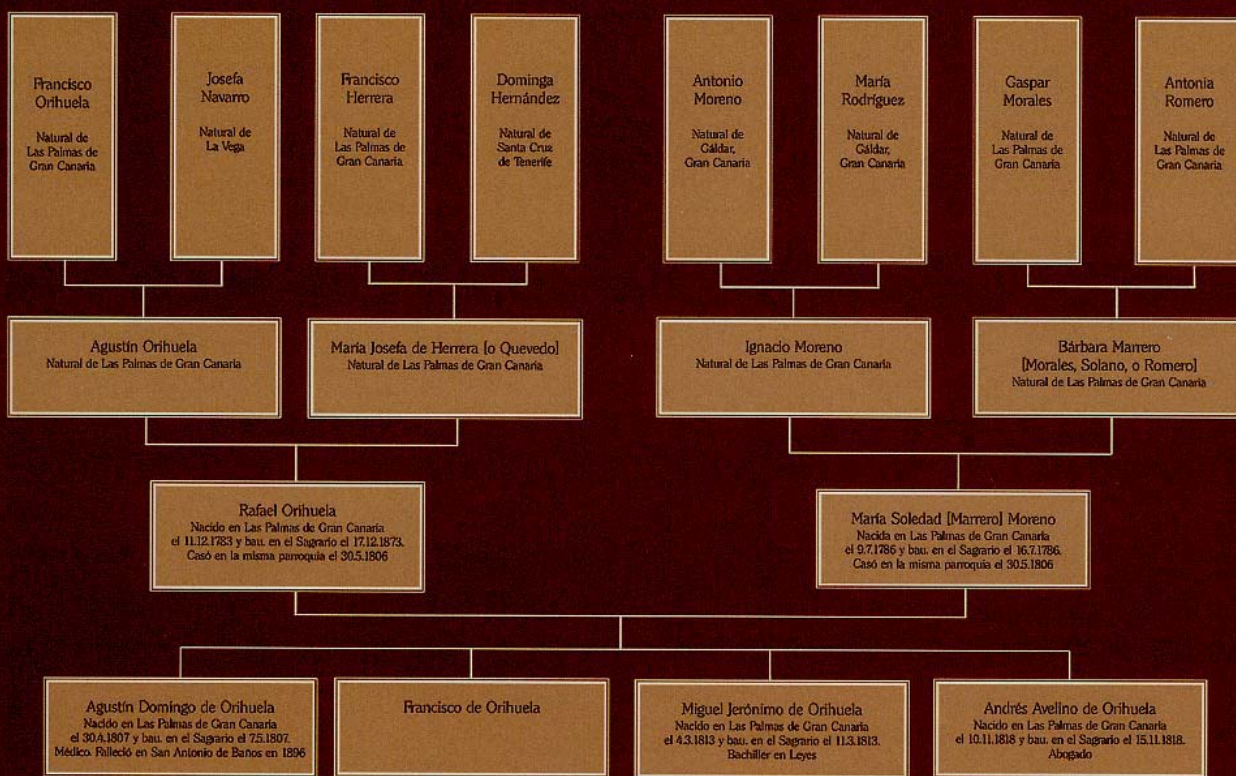 Francisco
Orihuela
Natural de
Las Palmas de
Gran Canaria
Josefa
Navarro
Natural de
La Vega
Francisco
Herrera
Natural de
Las Palmas de
Gran Canaria
Dominga
Hernández
Natural de
Santa Cruz
de Tenerife
Antonio
Moreno
Natural de
Gáldar,
Gran Canaria
María
Rodríguez
Natural de
Gáldar,
Gran Canaria
Gaspar
Morales
Natural de
Las Palmas de
Gran Canaria
Antonia
Romero
Natural de
Las Palmas de
Gran Canaria
Agustín Orihuela
Natural de Las Palmas de Gran Canaria
María Josefa de Herrera [o Quevedo]
Natural de Las Palmas de Gran Canaria
Ignacio Moreno
Natural de Las Palmas de Gran Canaria
Bárbara Marrero
[Morales, Solano, o Romero]
Natural de Las Palmas de Gran Canaria
Rafael Orihuela
Nacido en Las Palmas de Gran Canaria
el 11.12.1783 y bau. en el Sagrario el 17.12.1873.
Casó en la misma parroquia el 30.5.1806
María Soledad [Marrero] Moreno
Nacida en Las Palmas de Gran Canaria
el 9.7.1786 y bau. en el Sagrario el 16.7.1786.
Casó en la misma parroquia el 30.5.1806
Agustín Domingo de Orihuela
Nacido en Las Palmas de Gran Canaria
el 30.4.1807 y bau. en el Sagrario el 7.5.1807.
Médico. Falleció en San Antonio de Baños en 1896
Francisco de Orihuela
Miguel Jerónimo de Orihuela
Nacido en Las Palmas de Gran Canaria
el 4.3.1813 y bau. en el Sagrario el 11.3.1813.
Bachiller en Leyes
Andrés Avelino de Orihuela
Nacido en Las Palmas de Gran Canaria
el 10.11.1818 y bau. en el Sagrario el 15.11.1818.
Abogado